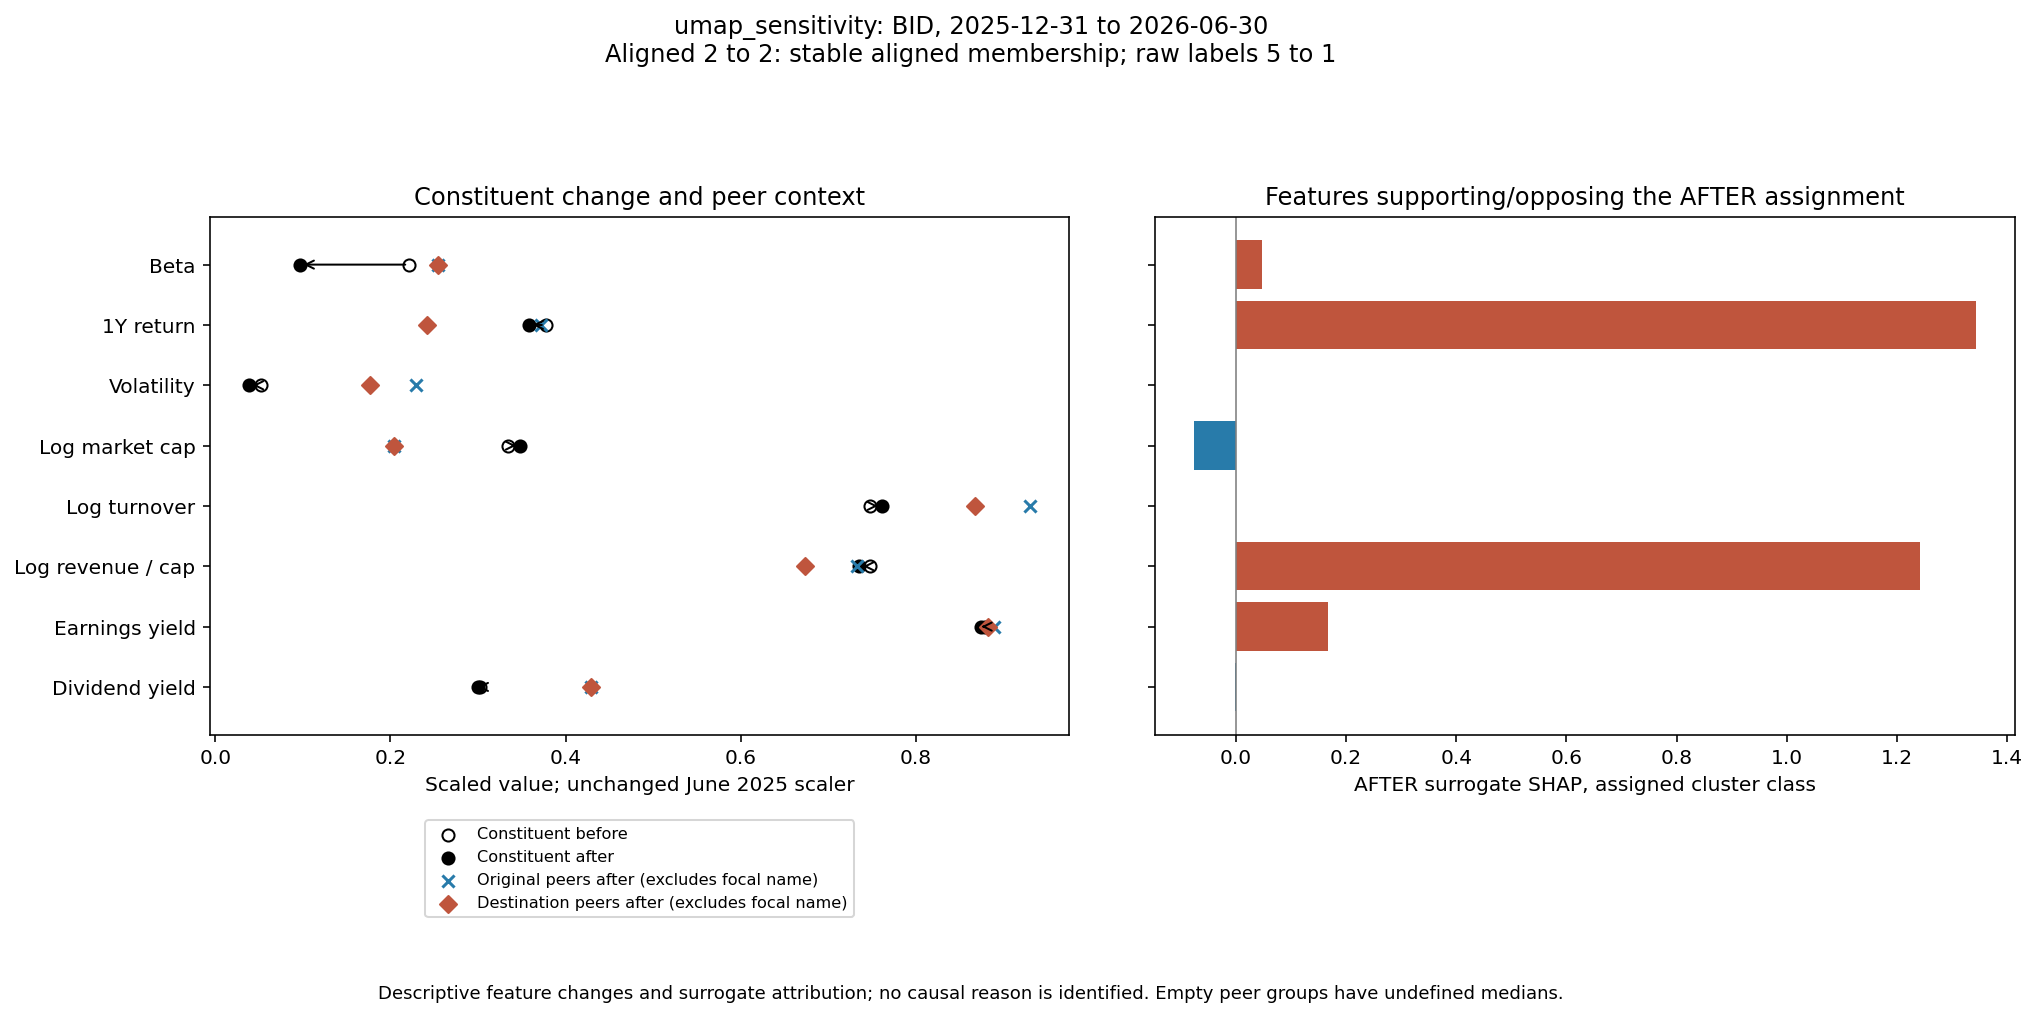 umap_sensitivity: BID, 2025-12-31 to 2026-06-30
Aligned 2 to 2: stable aligned membership; raw labels 5 to 1
Constituent change and peer context
Beta
1Y return
Volatility
Log market cap
Log turnover
Log revenue / cap
Earnings yield
Dividend yield
0.0 0.2 0.4 0.6 0.8
Scaled value; unchanged June 2025 scaler
Constituent before
Constituent after
Original peers after (excludes focal name)
Destination peers after (excludes focal name)
Features supporting/opposing the AFTER assignment
0.0 0.2 0.4 0.6 0.8 1.0 1.2 1.4
AFTER surrogate SHAP, assigned cluster class
Descriptive feature changes and surrogate attribution; no causal reason is identified. Empty peer groups have undefined medians.